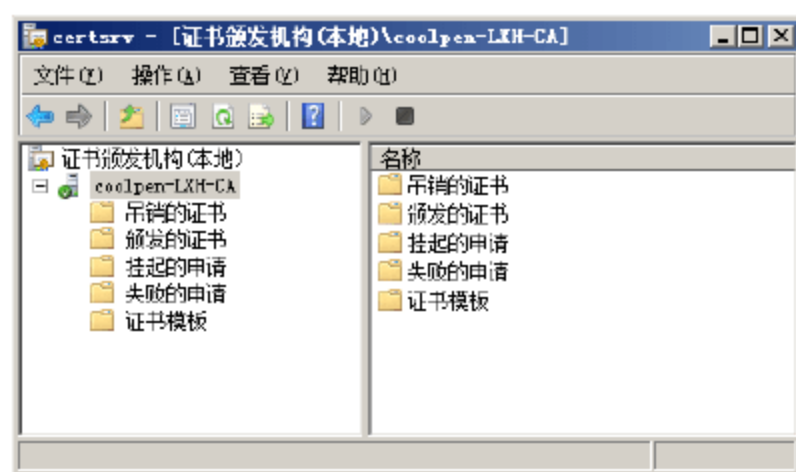 certsrv - [证书颁发机构(本地)\coolpen-LXH-CA]
文件(F) 操作(A) 查看(V) 帮助(H)
证书颁发机构(本地)
coolpen-LXH-CA
吊销的证书
颁发的证书
挂起的申请
失败的申请
证书模板
名称
吊销的证书
颁发的证书
挂起的申请
失败的申请
证书模板